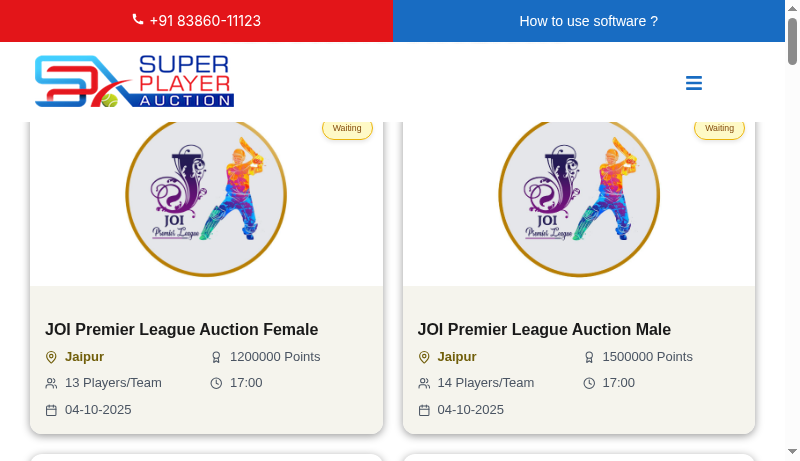 +91 83860-11123
How to use software ?
SUPER
PLAYER
AUCTION
Waiting
Waiting
JOI
Premier League
JOI
Premier League
JOI Premier League Auction Female
Jaipur
1200000 Points
13 Players/Team
17:00
04-10-2025
JOI Premier League Auction Male
Jaipur
1500000 Points
14 Players/Team
17:00
04-10-2025